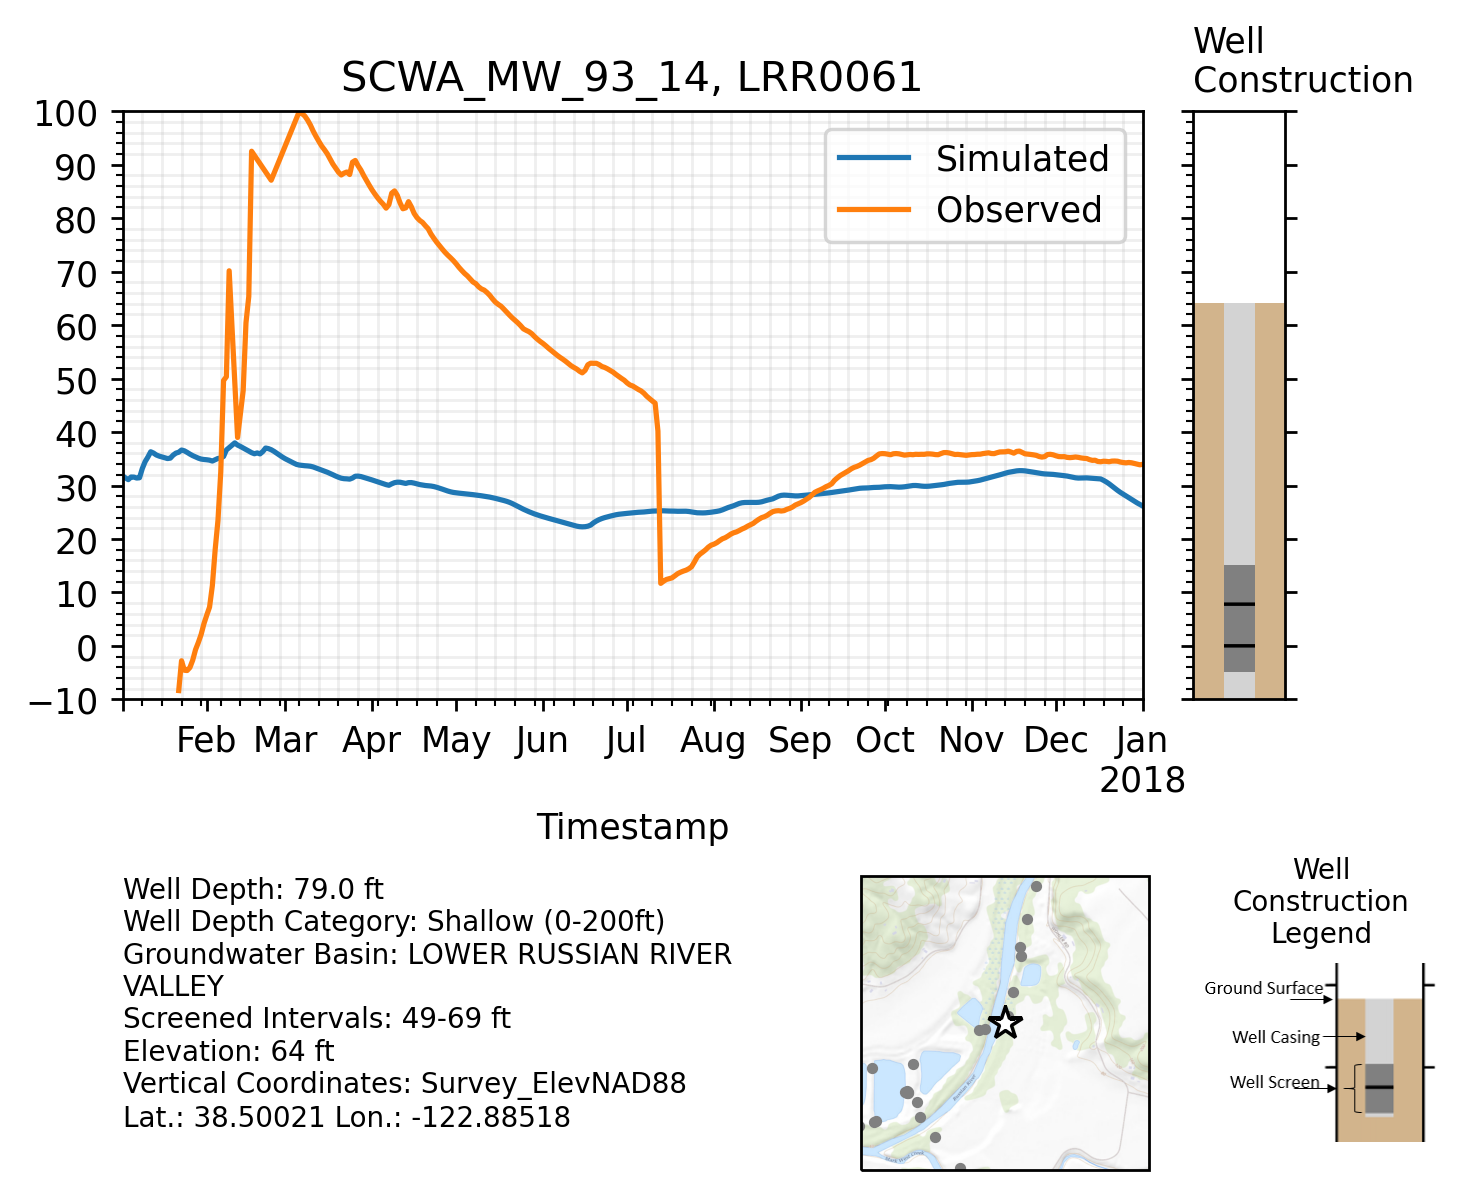 Well
Construction
SCWA_MW_93_14, LRR0061
100
90
80
70
60
50
40
30
20
10
0
−10
Simulated
Observed
Feb Mar Apr May Jun Jul Aug Sep Oct Nov Dec Jan
2018
Timestamp
Well Depth: 79.0 ft
Well Depth Category: Shallow (0-200ft)
Groundwater Basin: LOWER RUSSIAN RIVER
VALLEY
Screened Intervals: 49-69 ft
Elevation: 64 ft
Vertical Coordinates: Survey_ElevNAD88
Lat.: 38.50021 Lon.: -122.88518
Well
Construction
Legend
Ground Surface
Well Casing
Well Screen